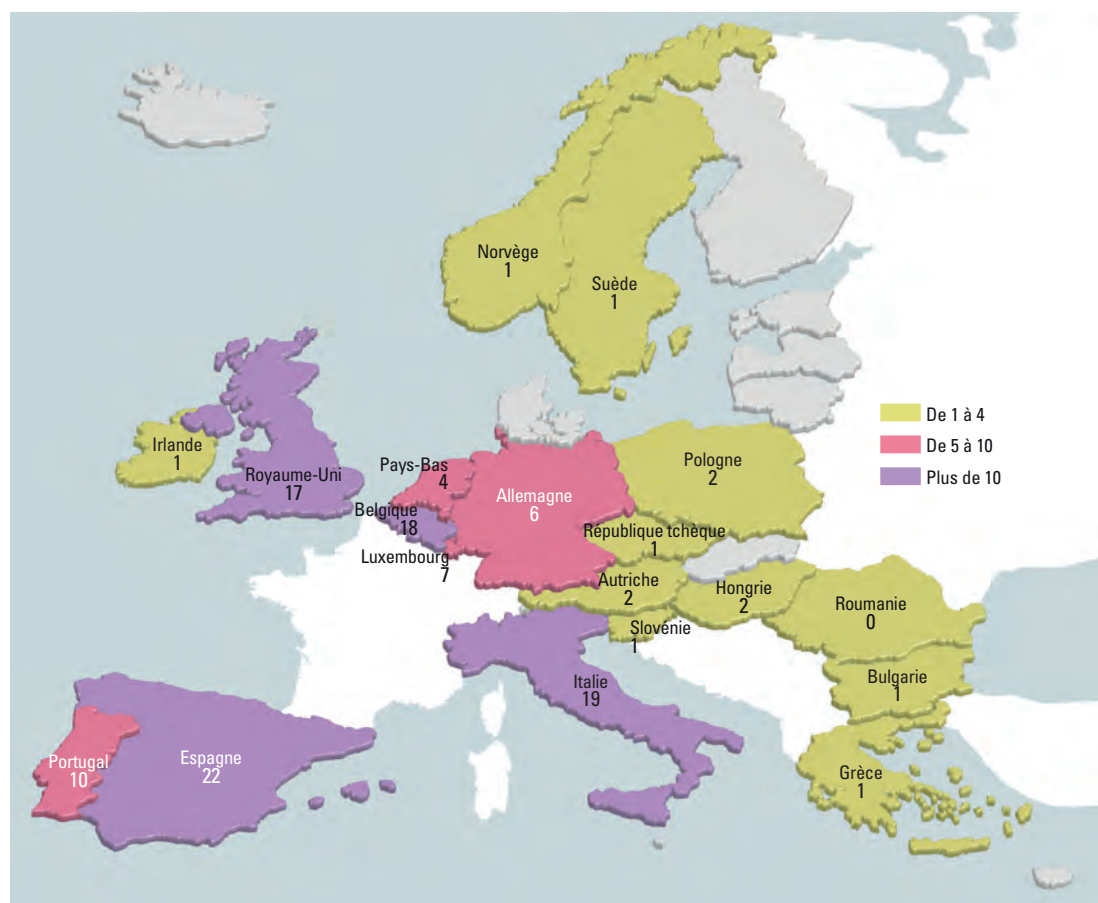 Norvège
1
Suède
1
Irlande
1
Royaume-Uni
17
Pays-Bas
4
Belgique
18
Luxembourg
7
Allemagne
6
Pologne
2
République tchèque
1
Autriche
2
Hongrie
2
Slovénie
1
Roumanie
0
Bulgarie
1
Italie
19
Grèce
1
Portugal
10
Espagne
22
De 1 à 4
De 5 à 10
Plus de 10